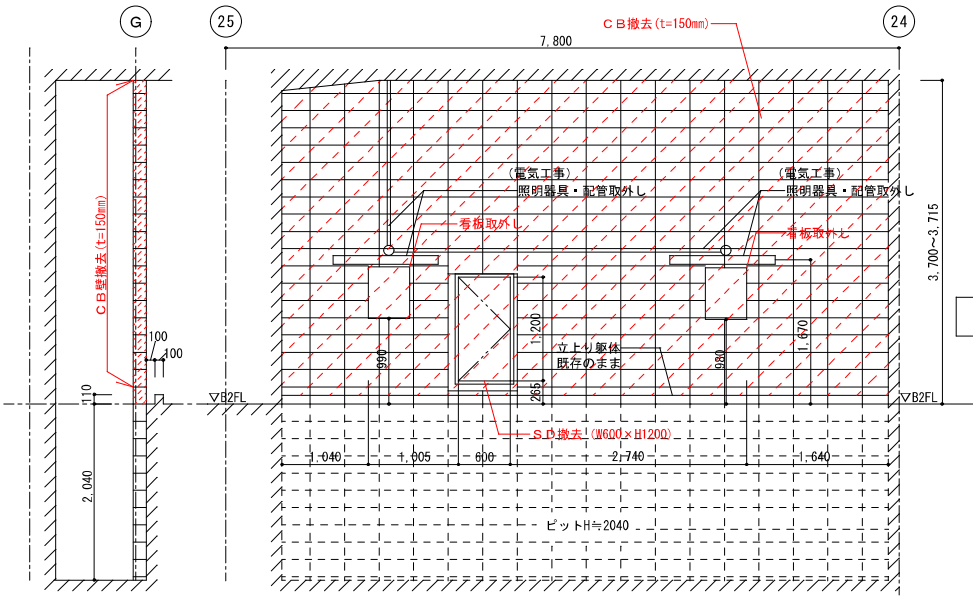 G
25
24
CB撤去(t=150mm)
7,800
(電気工事)
照明器具・配管取外し
(電気工事)
照明器具・配管取外し
看板取外し
看板取外し
CB壁撤去(t=150mm)
3,700～3,715
100
100
110
2,040
990
1,200
265
立上り躯体
既存のまま
980
1,670
▽B2FL
▽B2FL
SD撤去 (W600×H1200)
1,040
1,005
600
2,740
1,640
ピットH≒2040